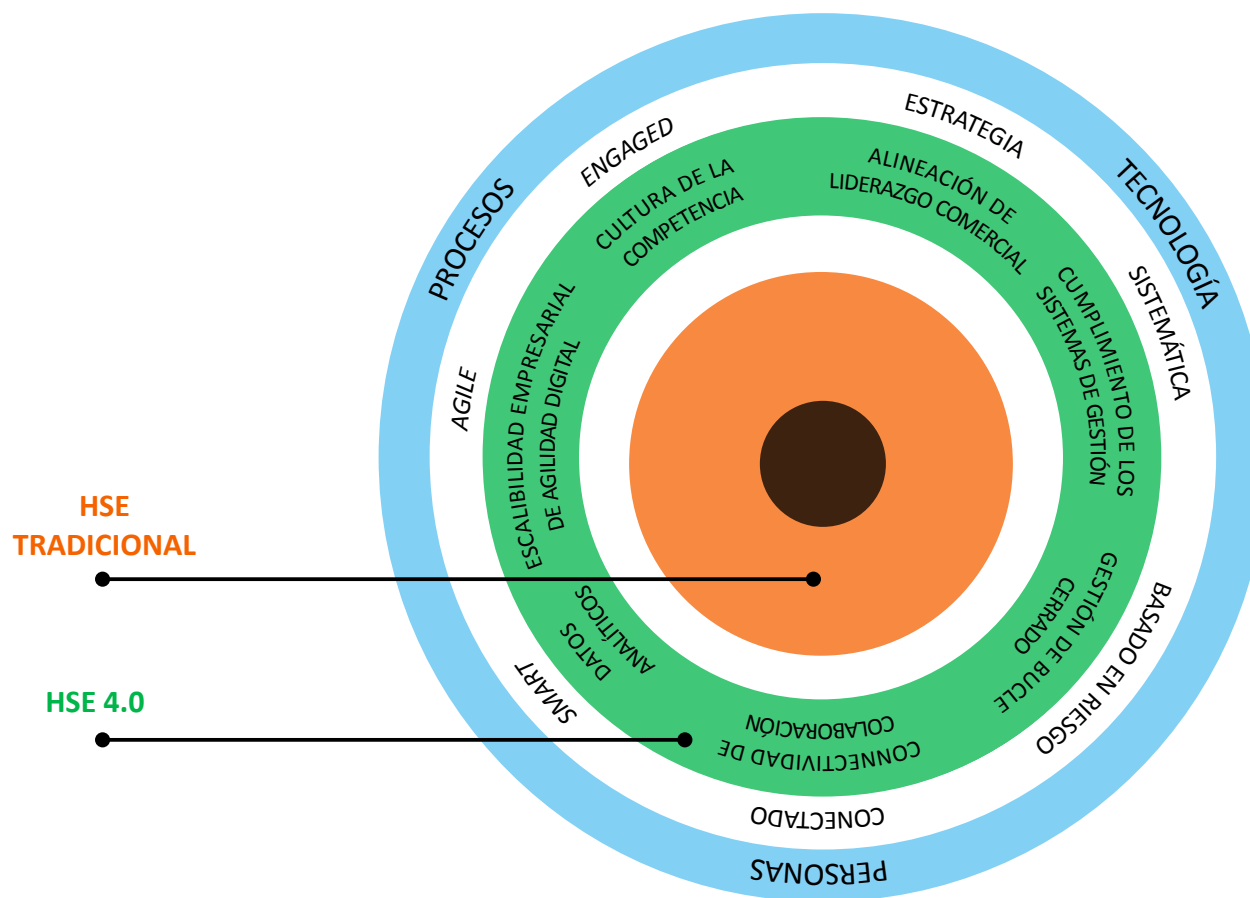 PROCESOS
TECNOLOGÍA
PERSONAS
ENGAGED
ESTRATEGIA
SISTEMÁTICA
BASADO EN RIESGO
CONECTADO
SMART
AGILE
CULTURA DE LA
COMPETENCIA
ALINEACIÓN DE
LIDERAZGO COMERCIAL
CUMPLIMIENTO DE LOS
SISTEMAS DE GESTIÓN
GESTIÓN DE BUCLE
CERRADO
CONNECTIVIDAD DE
COLABORACIÓN
DATOS
ANALÍTICOS
ESCALIBILIDAD EMPRESARIAL
DE AGILIDAD DIGITAL
HSE
TRADICIONAL
HSE 4.0